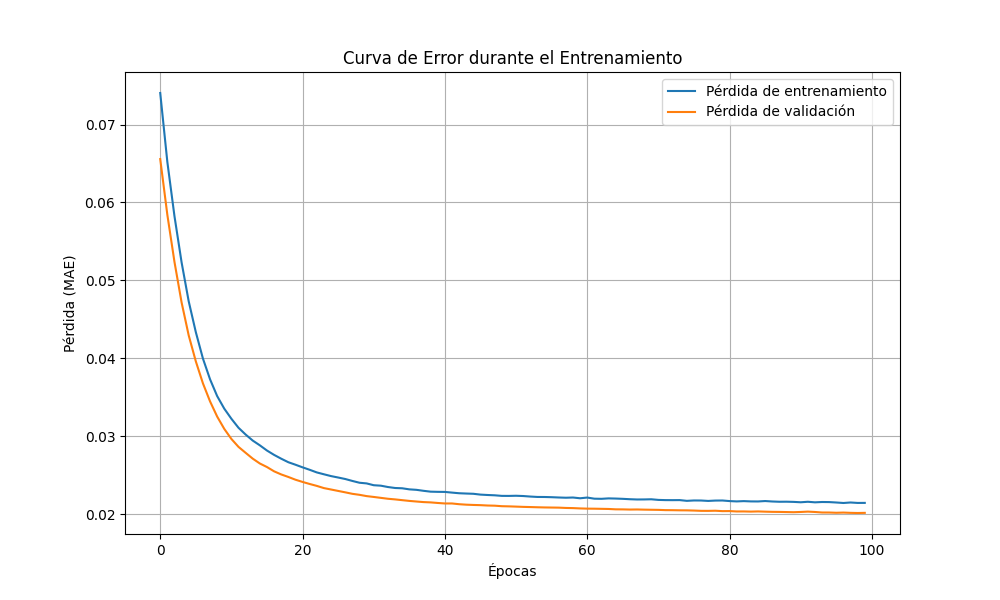 Curva de Error durante el Entrenamiento
Pérdida de entrenamiento
Pérdida de validación
Pérdida (MAE)
0.07
0.06
0.05
0.04
0.03
0.02
0 20 40 60 80 100
Épocas